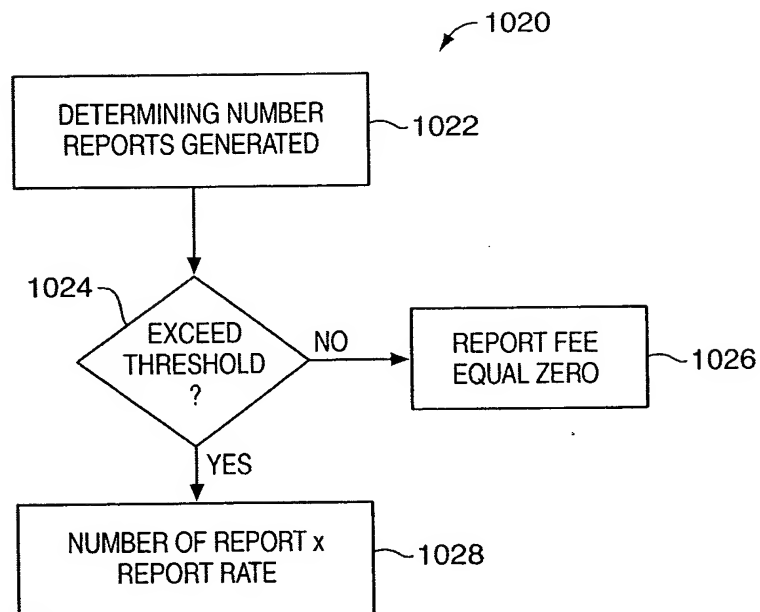 1020
DETERMINING NUMBER
REPORTS GENERATED
1022
1024
EXCEED
THRESHOLD
?
NO
REPORT FEE
EQUAL ZERO
1026
YES
NUMBER OF REPORT x
REPORT RATE
1028